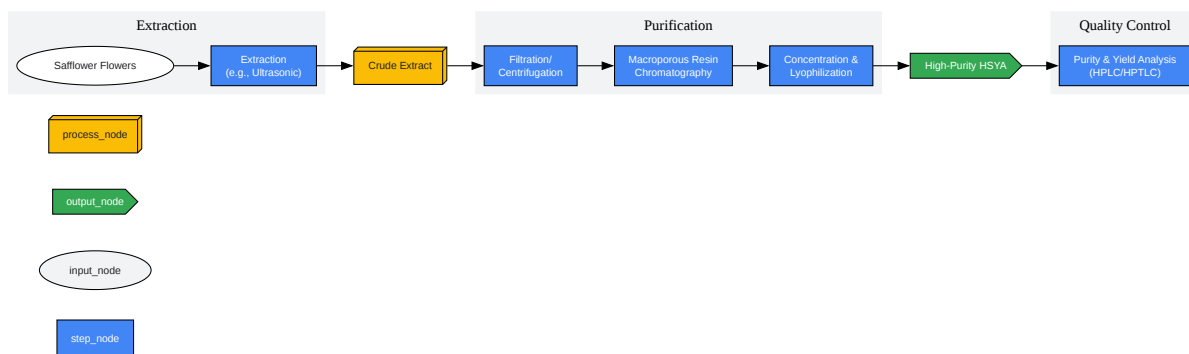 Extraction
Purification
Quality Control
Safflower Flowers
Extraction
(e.g., Ultrasonic)
Crude Extract
Filtration/
Centrifugation
Macroporous Resin
Chromatography
Concentration &
Lyophilization
High-Purity HSYA
Purity & Yield Analysis
(HPLC/HPTLC)
process_node
output_node
input_node
step_node